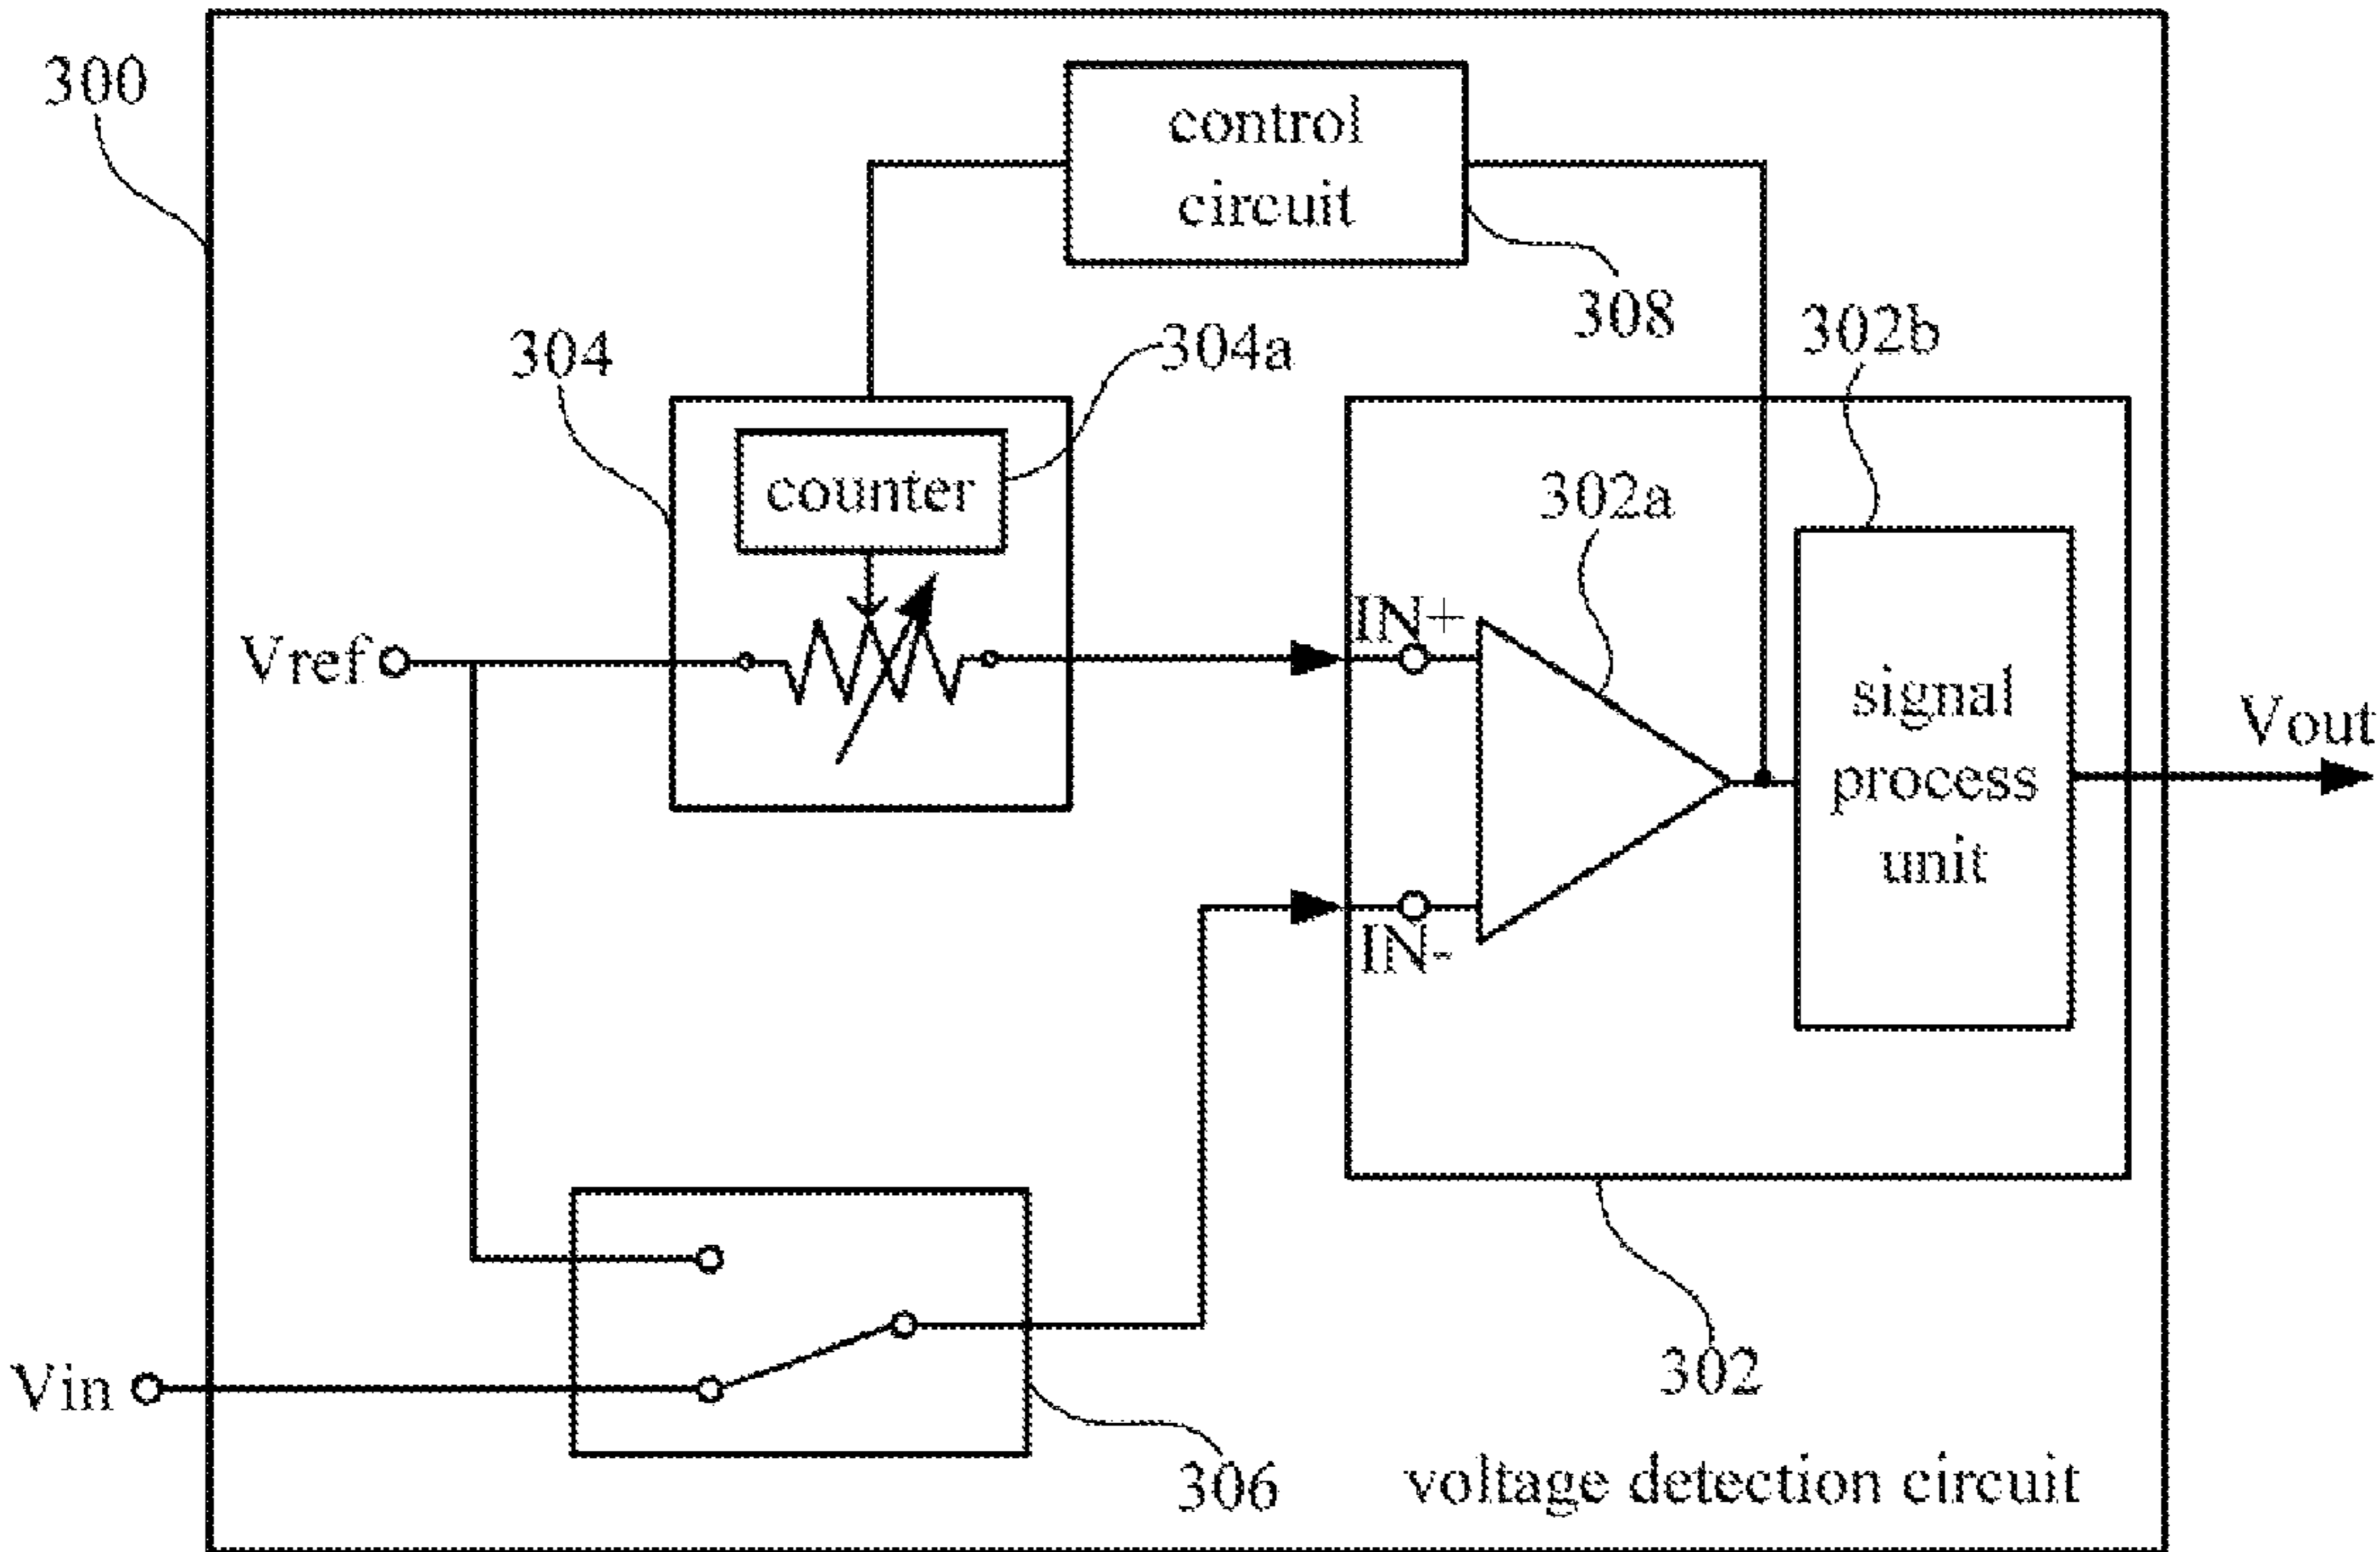 300
control
circuit
308
304
304a
302b
counter
302a
IN+
Vref
signal
process
unit
Vout
IN-
Vin
302
306
voltage detection circuit